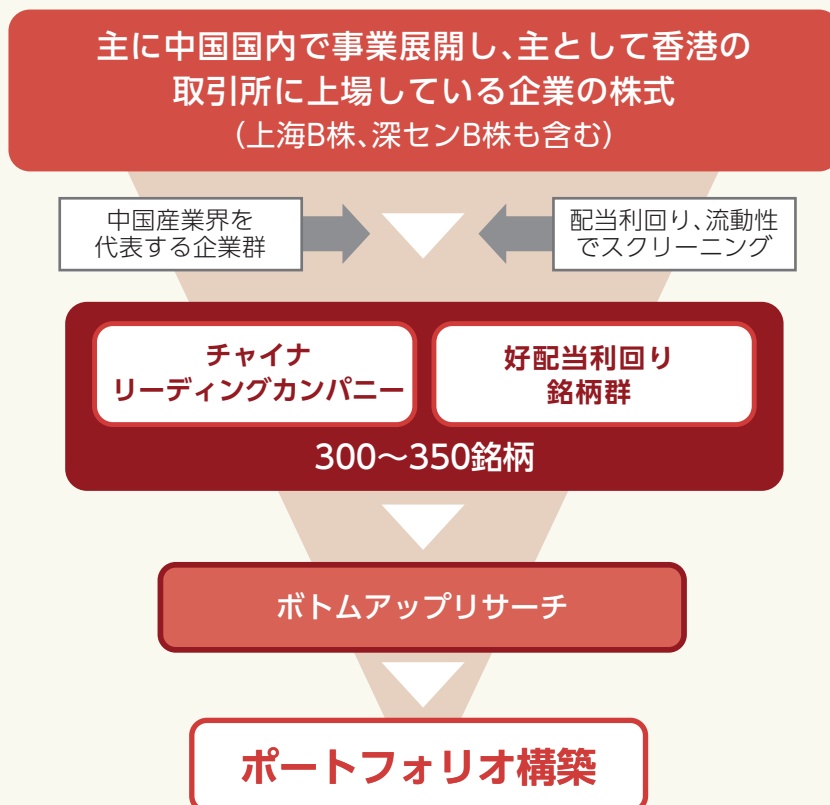 主に中国国内で事業展開し、主として香港の
取引所に上場している企業の株式
（上海B株、深センB株も含む）
中国産業界を
代表する企業群
配当利回り、流動性
でスクリーニング
チャイナ
リーディングカンパニー
好配当利回り
銘柄群
300～350銘柄
ボトムアップリサーチ
ポートフォリオ構築